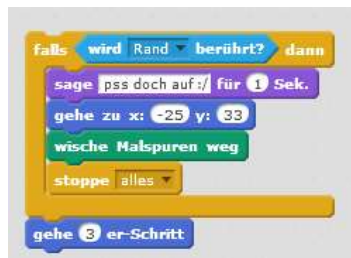 falls wird Rand berührt? dann
sage pss doch auf :/ für 1 Sek.
gehe zu x: -25 y: 33
wische Malspuren weg
stoppe alles
gehe 3 er-Schritt